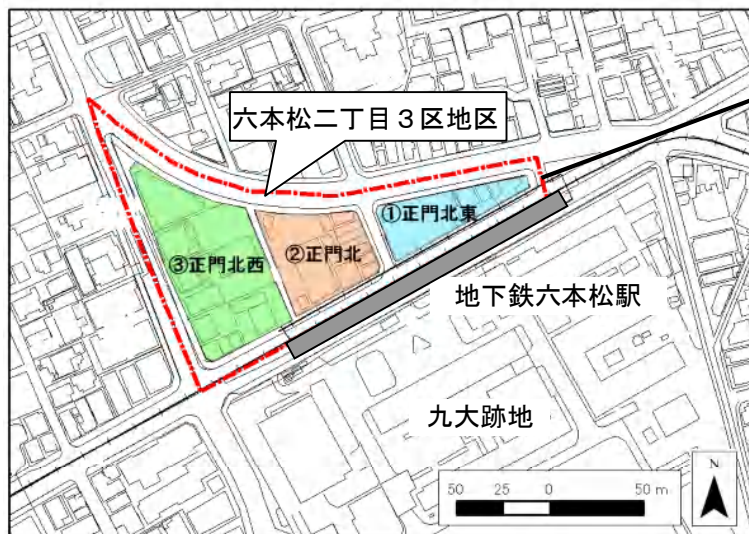 六本松二丁目３区地区
①正門北東
②正門北
③正門北西
地下鉄六本松駅
九大跡地
50 25 0 50 m
N